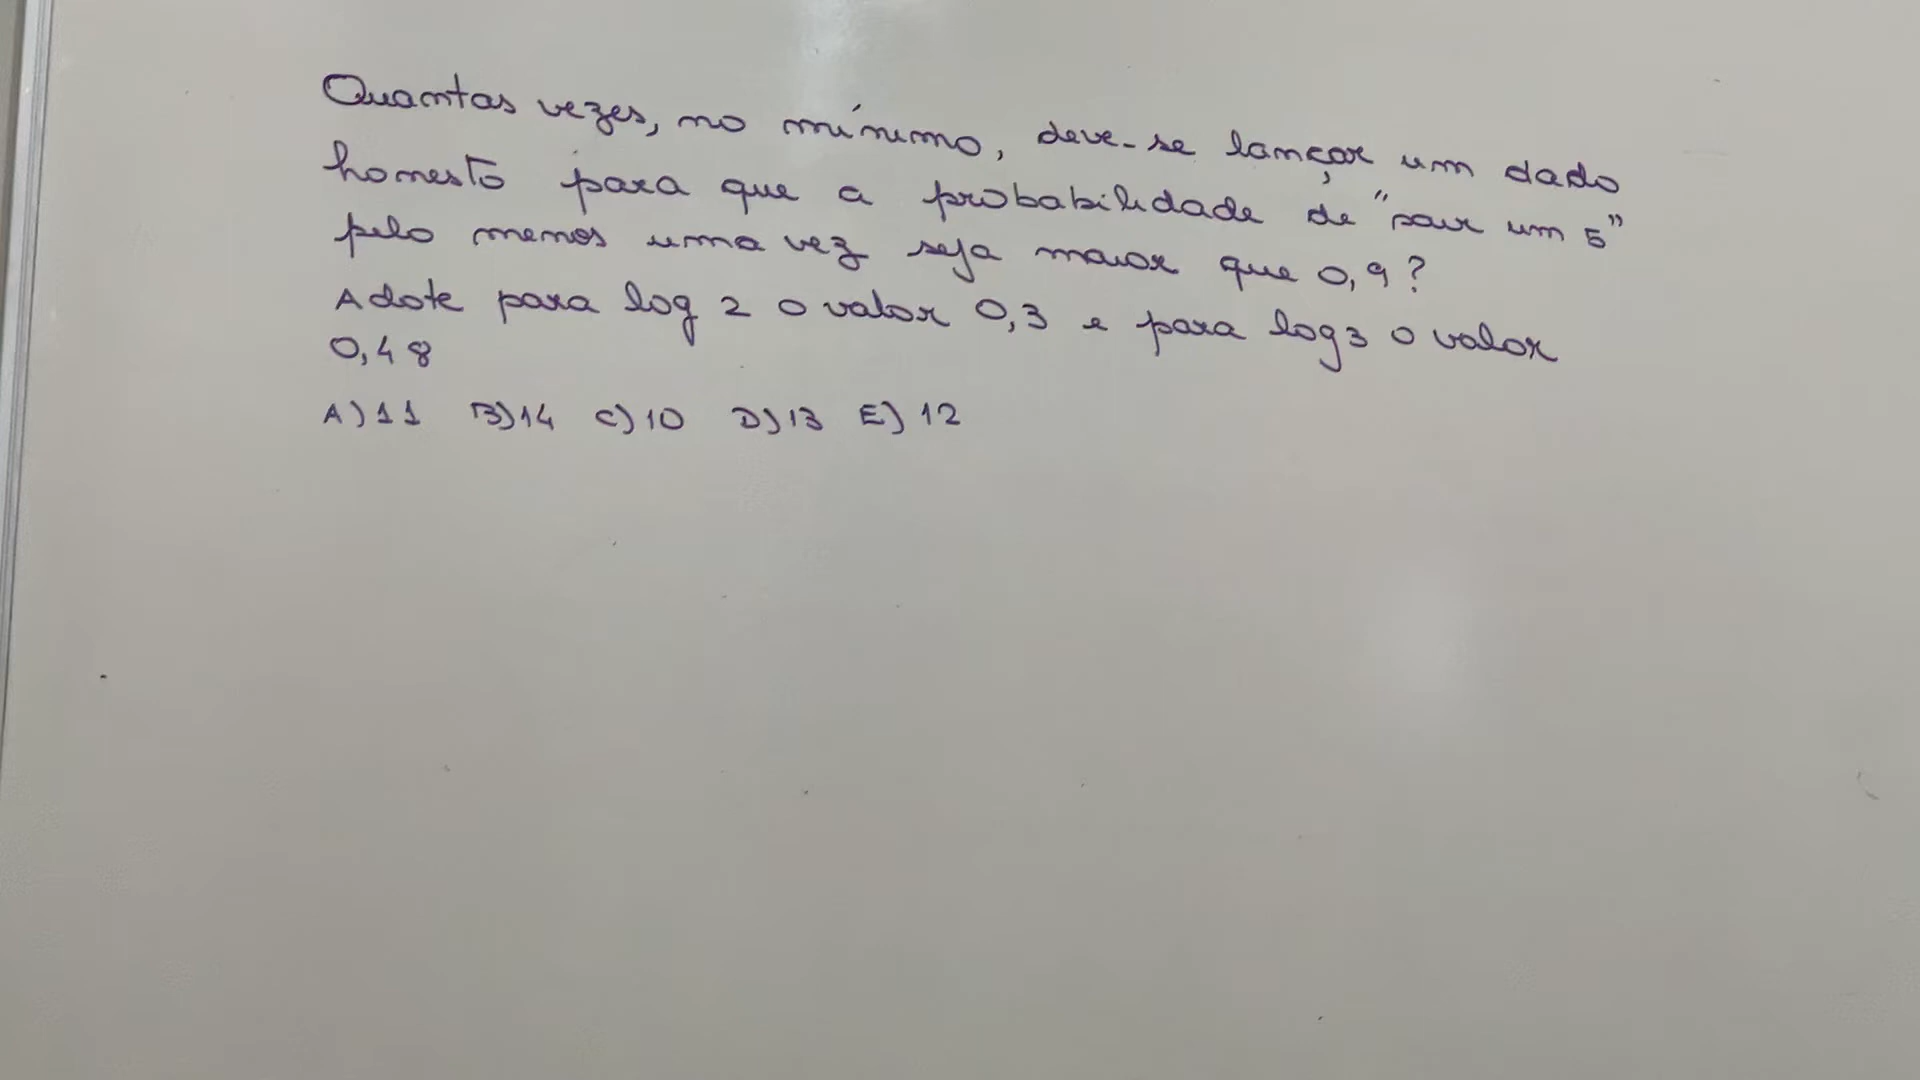 Quantas vezes, no mínimo, deve-se lançar um dado
honesto para que a probabilidade de "sair um 5"
pelo menos uma vez seja maior que 0,9?
Adote para log 2 o valor 0,3 e para log3 o valor
0,48
A) 11 B) 14 C) 10 D) 13 E) 12